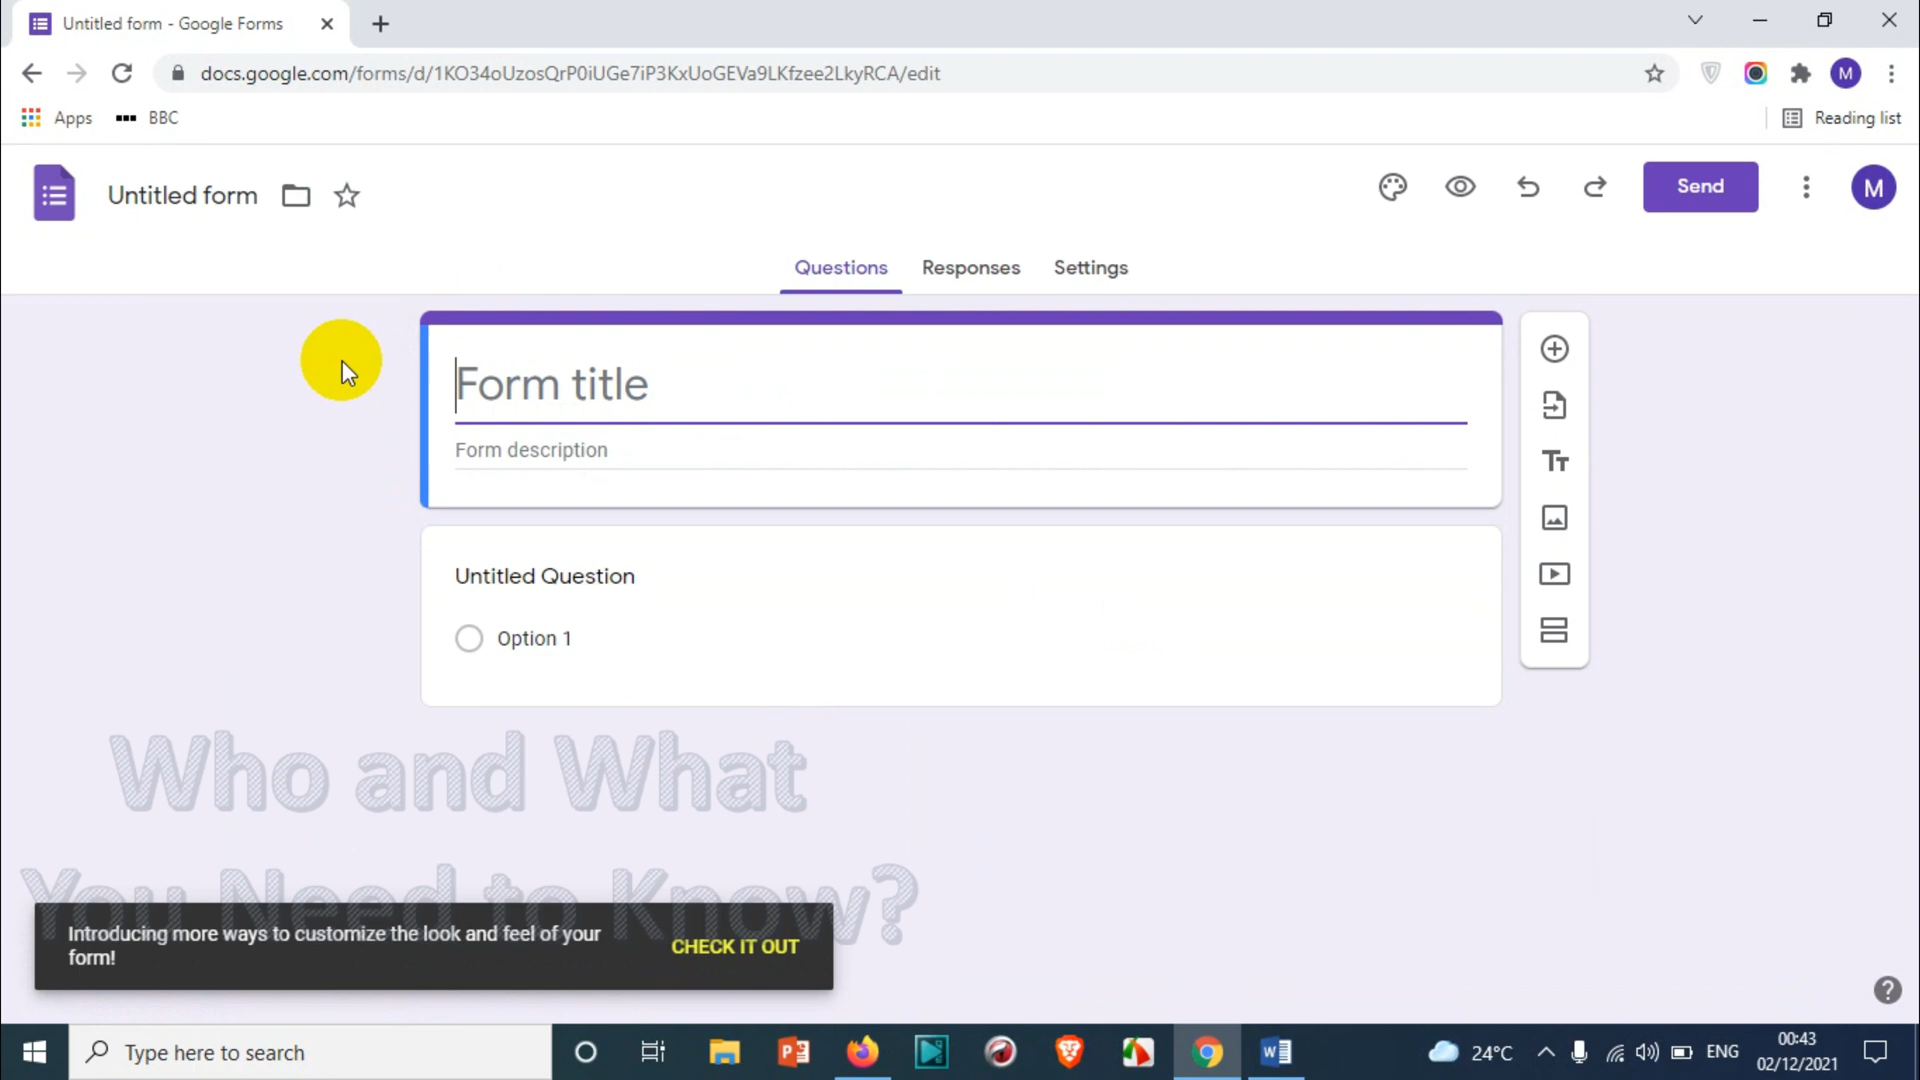 Untitled form - Google Forms
docs.google.com/forms/d/1KO34oUzosQrP0iUGe7iP3KxUoGEVa9LKfzee2LkyRCA/edit
M
Apps
BBC
Reading list
Untitled form
Send
M
Questions
Responses
Settings
Form title
Form description
Tt
Untitled Question
Option 1
Who and What
You Need to Know?
Introducing more ways to customize the look and feel of your
form!
CHECK IT OUT
Type here to search
24°C
ENG
00:43
02/12/2021